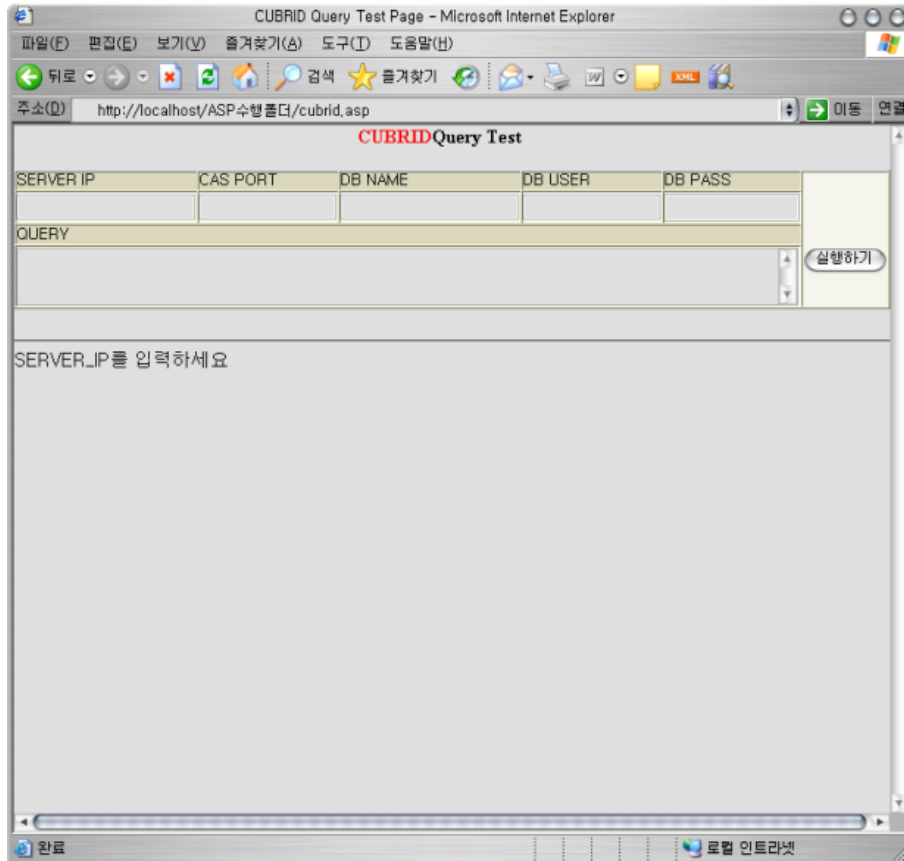 CUBRID Query Test Page - Microsoft Internet Explorer
파일(F) 편집(E) 보기(V) 즐겨찾기(A) 도구(T) 도움말(H)
뒤로 검색 즐겨찾기 W XML
주소(D) http://localhost/ASP수행폴더/cubrid.asp 이동 연결
CUBRIDQuery Test
SERVER IP CAS PORT DB NAME DB USER DB PASS
QUERY
실행하기
SERVER_IP를 입력하세요
완료 로컬 인트라넷